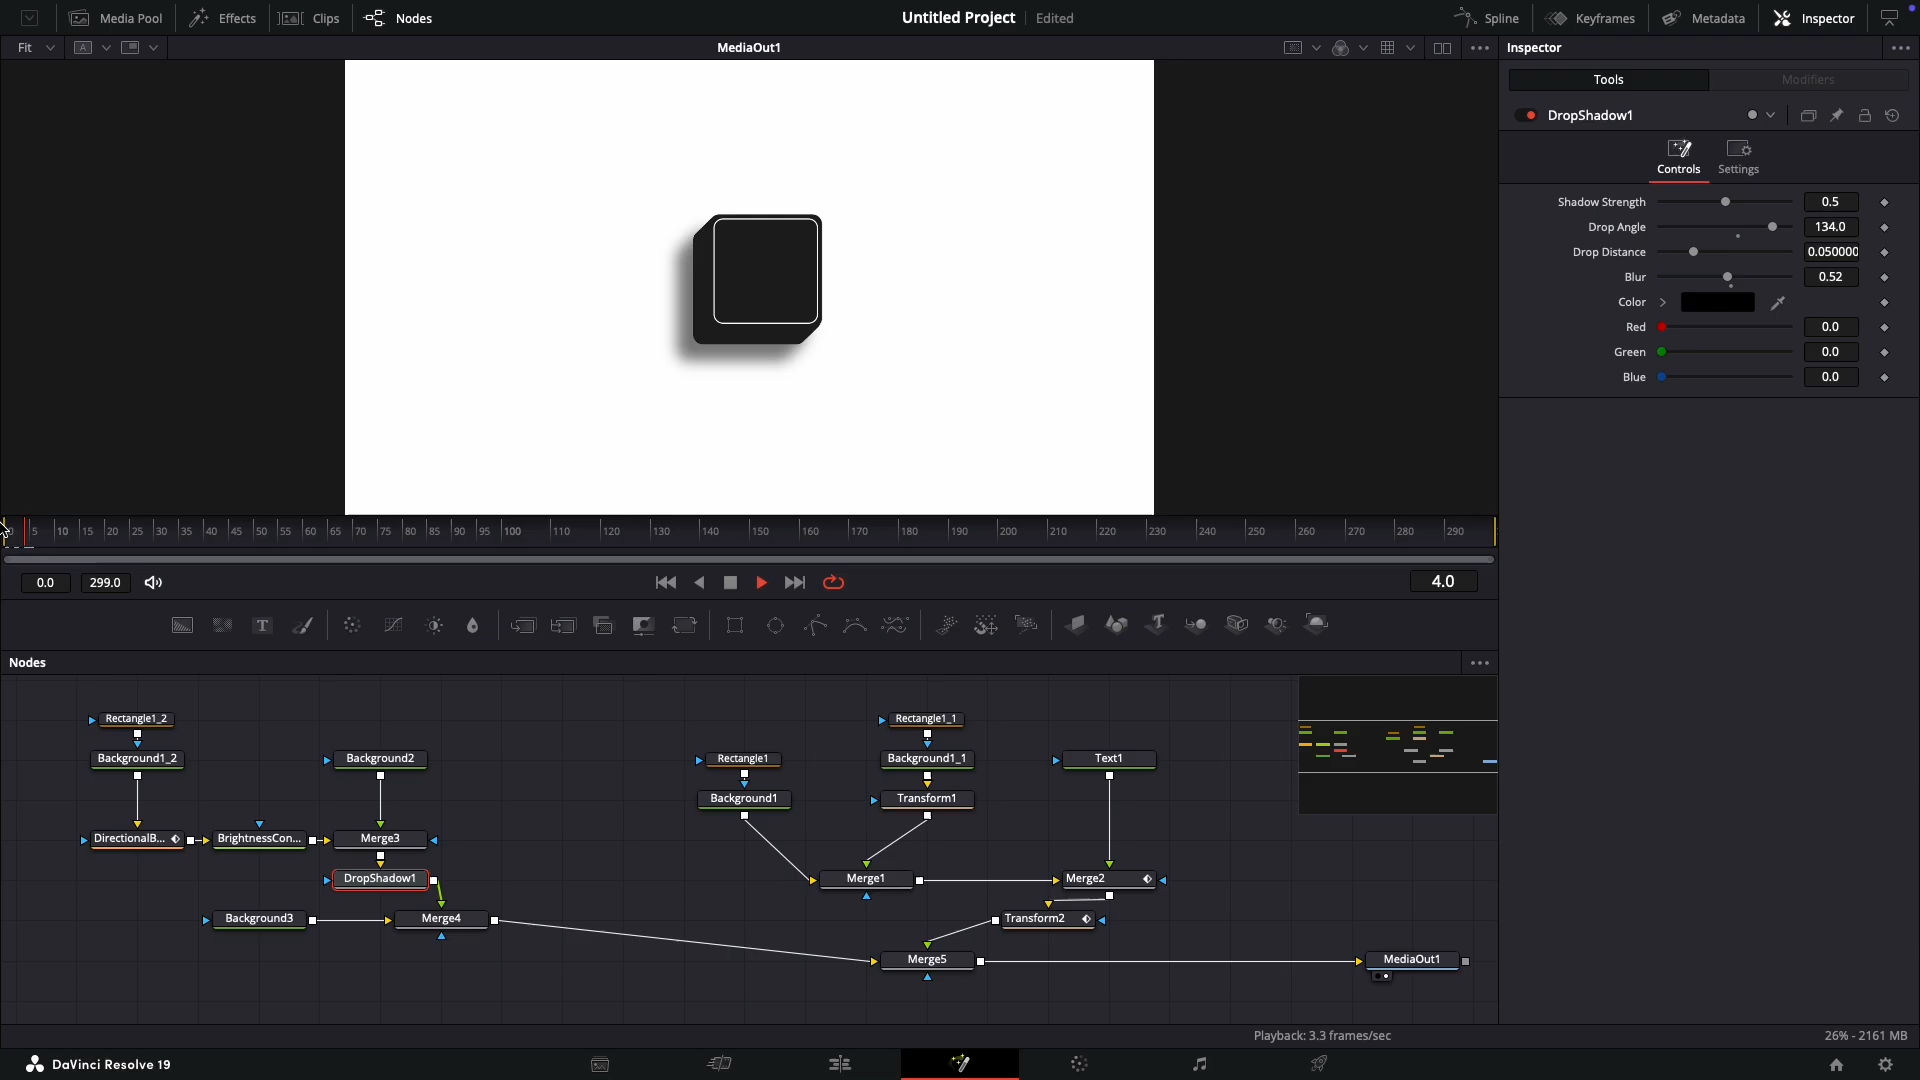 Media Pool Effects Clips Nodes Untitled Project Edited Spline Keyframes Metadata Inspector
Fit A MediaOut1 Inspector
Tools Modifiers
DropShadow1
Controls Settings
Shadow Strength 0.5
Drop Angle 134.0
Drop Distance 0.050000
Blur 0.52
Color
Red 0.0
Green 0.0
Blue 0.0
5 10 15 20 25 30 35 40 45 50 55 60 65 70 75 80 85 90 95 100 110 120 130 140 150 160 170 180 190 200 210 220 230 240 250 260 270 280 290
0.0 299.0 4.0
T
Nodes
Rectangle1_2 Rectangle1_1
Background1_2 Background2 Rectangle1 Background1_1 Text1
Background1 Transform1
DirectionalB... BrightnessCon... Merge3
DropShadow1 Merge1 Merge2
Background3 Merge4 Transform2
Merge5 MediaOut1
Playback: 3.3 frames/sec 26% - 2161 MB
DaVinci Resolve 19